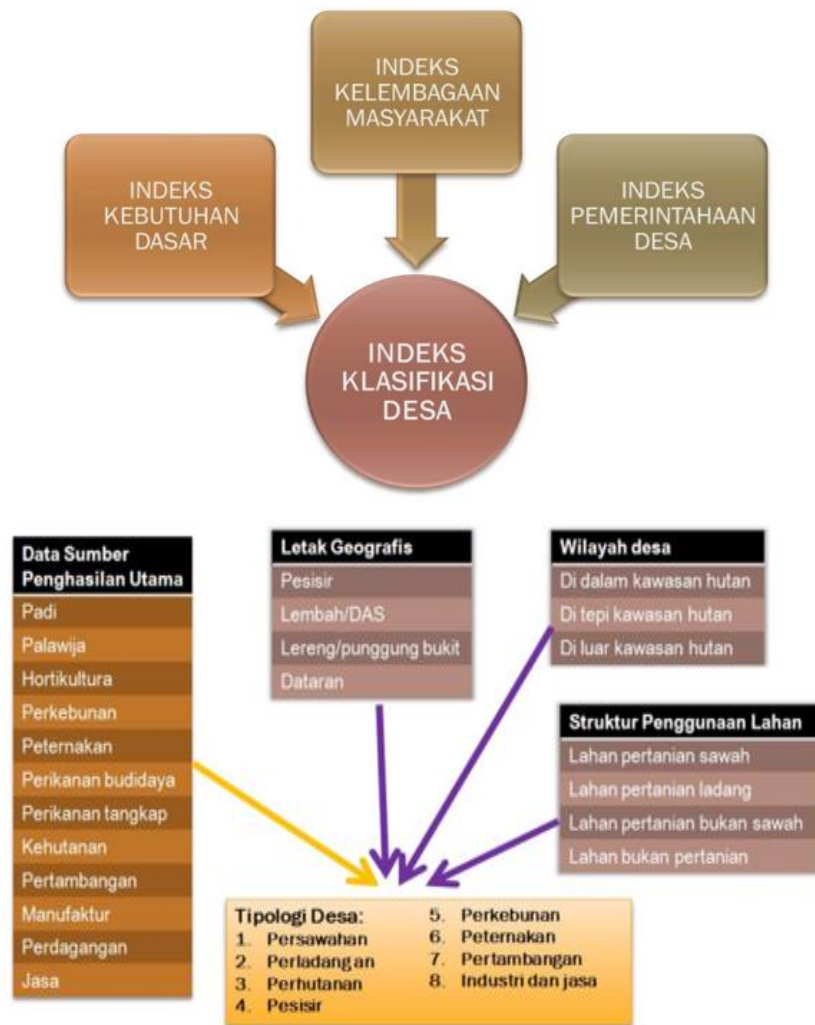 INDEKS
KELEMBAGAAN
MASYARAKAT
INDEKS
KEBUTUHAN
DASAR
INDEKS
PEMERINTAHAAN
DESA
INDEKS
KLASIFIKASI
DESA
Data Sumber
Penghasilan Utama
Padi
Palawija
Hortikultura
Perkebunan
Peternakan
Perikanan budidaya
Perikanan tangkap
Kehutanan
Pertambangan
Manufaktur
Perdagangan
Jasa
Letak Geografis
Pesisir
Lembah/DAS
Lereng/punggung bukit
Dataran
Wilayah desa
Di dalam kawasan hutan
Di tepi kawasan hutan
Di luar kawasan hutan
Struktur Penggunaan Lahan
Lahan pertanian sawah
Lahan pertanian ladang
Lahan pertanian bukan sawah
Lahan bukan pertanian
Tipologi Desa:
1. Persawahan
2. Perladangan
3. Perhutanan
4. Pesisir
5. Perkebunan
6. Peternakan
7. Pertambangan
8. Industri dan jasa